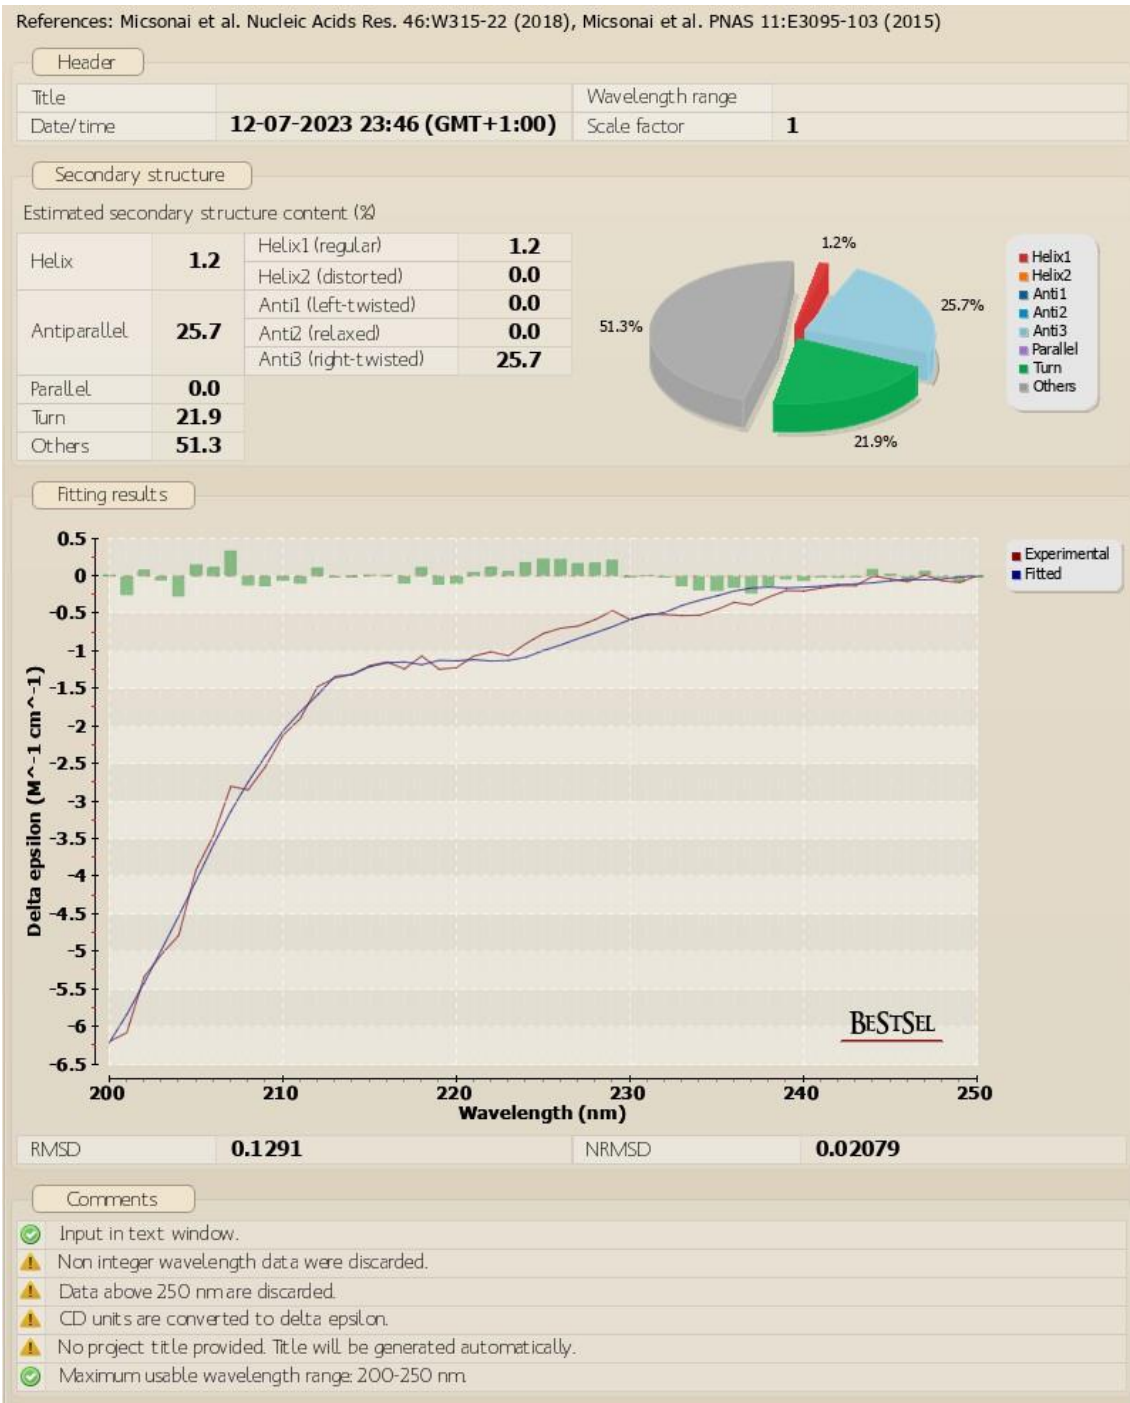 References: Micsonai et al. Nucleic Acids Res. 46:W315-22 (2018), Micsonai et al. PNAS 11:E3095-103 (2015)
Header
Title Wavelength range
Date/time 12-07-2023 23:46 (GMT+1:00) Scale factor 1
Secondary structure
Estimated secondary structure content (%)
Helix 1.2
Helix1 (regular) 1.2
Helix2 (distorted) 0.0
Antiparallel 25.7
Anti1 (left-twisted) 0.0
Anti2 (relaxed) 0.0
Anti3 (right-twisted) 25.7
Parallel 0.0
Turn 21.9
Others 51.3
1.2%
25.7%
51.3%
21.9%
Helix1
Helix2
Anti1
Anti2
Anti3
Parallel
Turn
Others
Fitting results
0.5
0
-0.5
-1
-1.5
-2
-2.5
-3
-3.5
-4
-4.5
-5
-5.5
-6
-6.5
Delta epsilon (M^-1 cm^-1)
Experimental
Fitted
BESTSEL
200 210 220 230 240 250
Wavelength (nm)
RMSD 0.1291 NRMSD 0.02079
Comments
Input in text window.
Non integer wavelength data were discarded.
Data above 250 nm are discarded.
CD units are converted to delta epsilon.
No project title provided. Title will be generated automatically.
Maximum usable wavelength range: 200-250 nm.